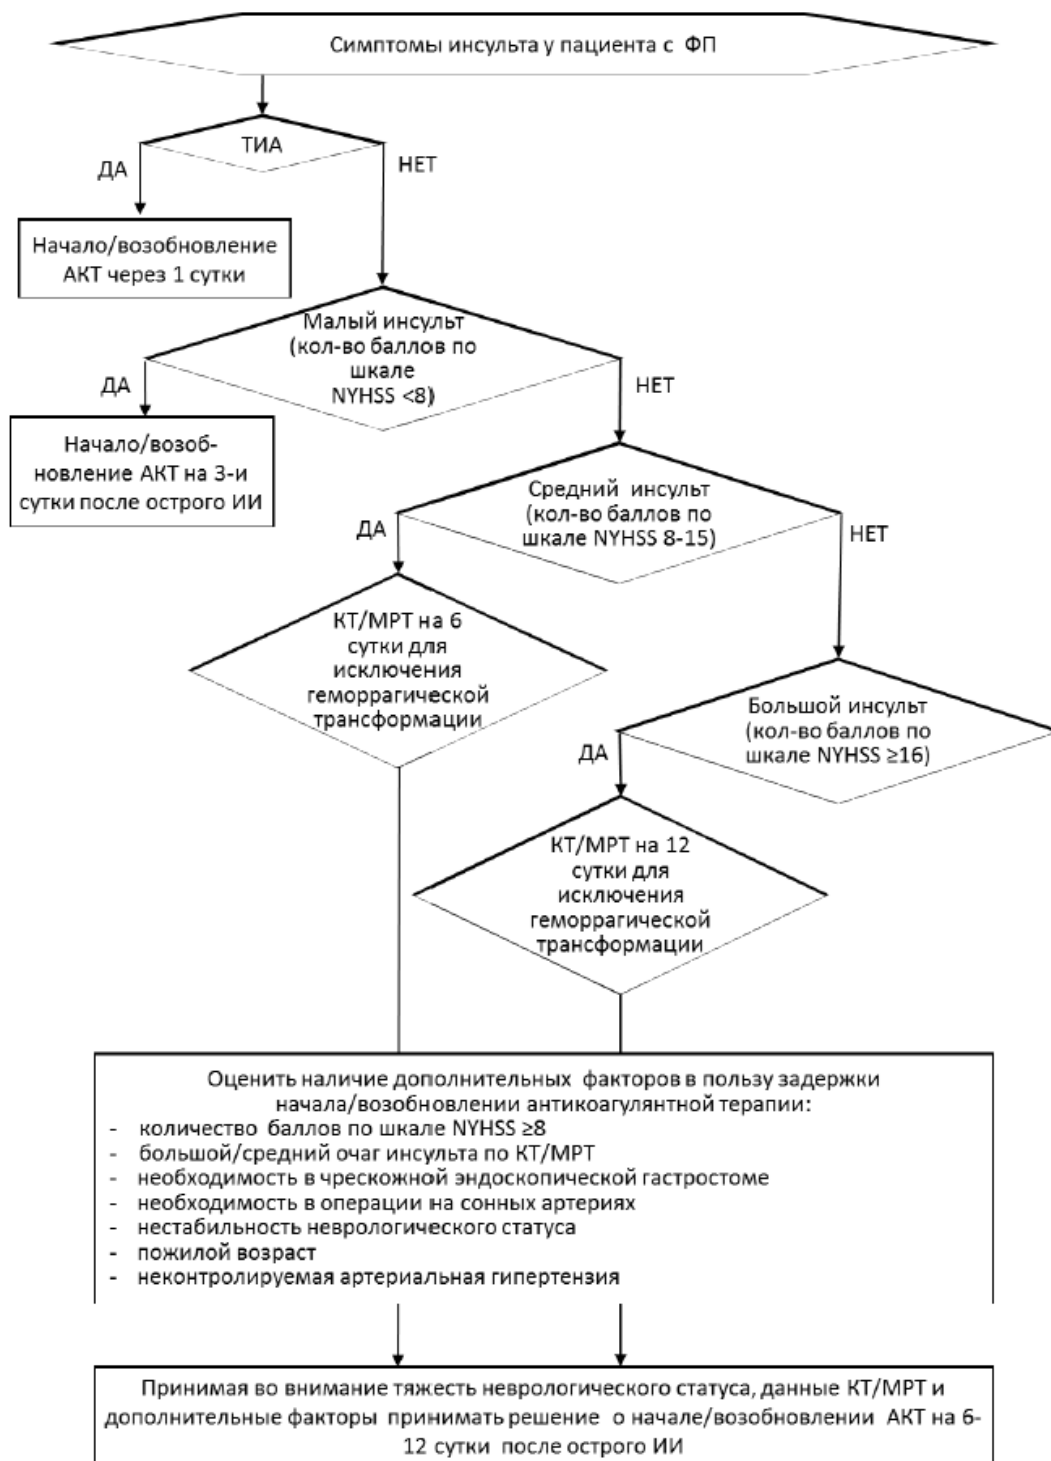 Симптомы инсульта у пациента с ФП
ТИА
ДА
НЕТ
Начало/возобновление
АКТ через 1 сутки
Малый инсульт
(кол-во баллов по
шкале
NYHSS <8)
ДА
НЕТ
Начало/возоб-
новление АКТ на 3-и
сутки после острого ИИ
Средний инсульт
(кол-во баллов по
шкале NYHSS 8-15)
ДА
НЕТ
КТ/МРТ на 6
сутки для
исключения
геморрагической
трансформации
Большой инсульт
(кол-во баллов по
шкале NYHSS ≥16)
ДА
КТ/МРТ на 12
сутки для
исключения
геморрагической
трансформации
Оценить наличие дополнительных факторов в пользу задержки
начала/возобновлении антикоагулянтной терапии:
- количество баллов по шкале NYHSS ≥8
- большой/средний очаг инсульта по КТ/МРТ
- необходимость в чрескожной эндоскопической гастростоме
- необходимость в операции на сонных артериях
- нестабильность неврологического статуса
- пожилой возраст
- неконтролируемая артериальная гипертензия
Принимая во внимание тяжесть неврологического статуса, данные КТ/МРТ и
дополнительные факторы принимать решение о начале/возобновлении АКТ на 6-
12 сутки после острого ИИ